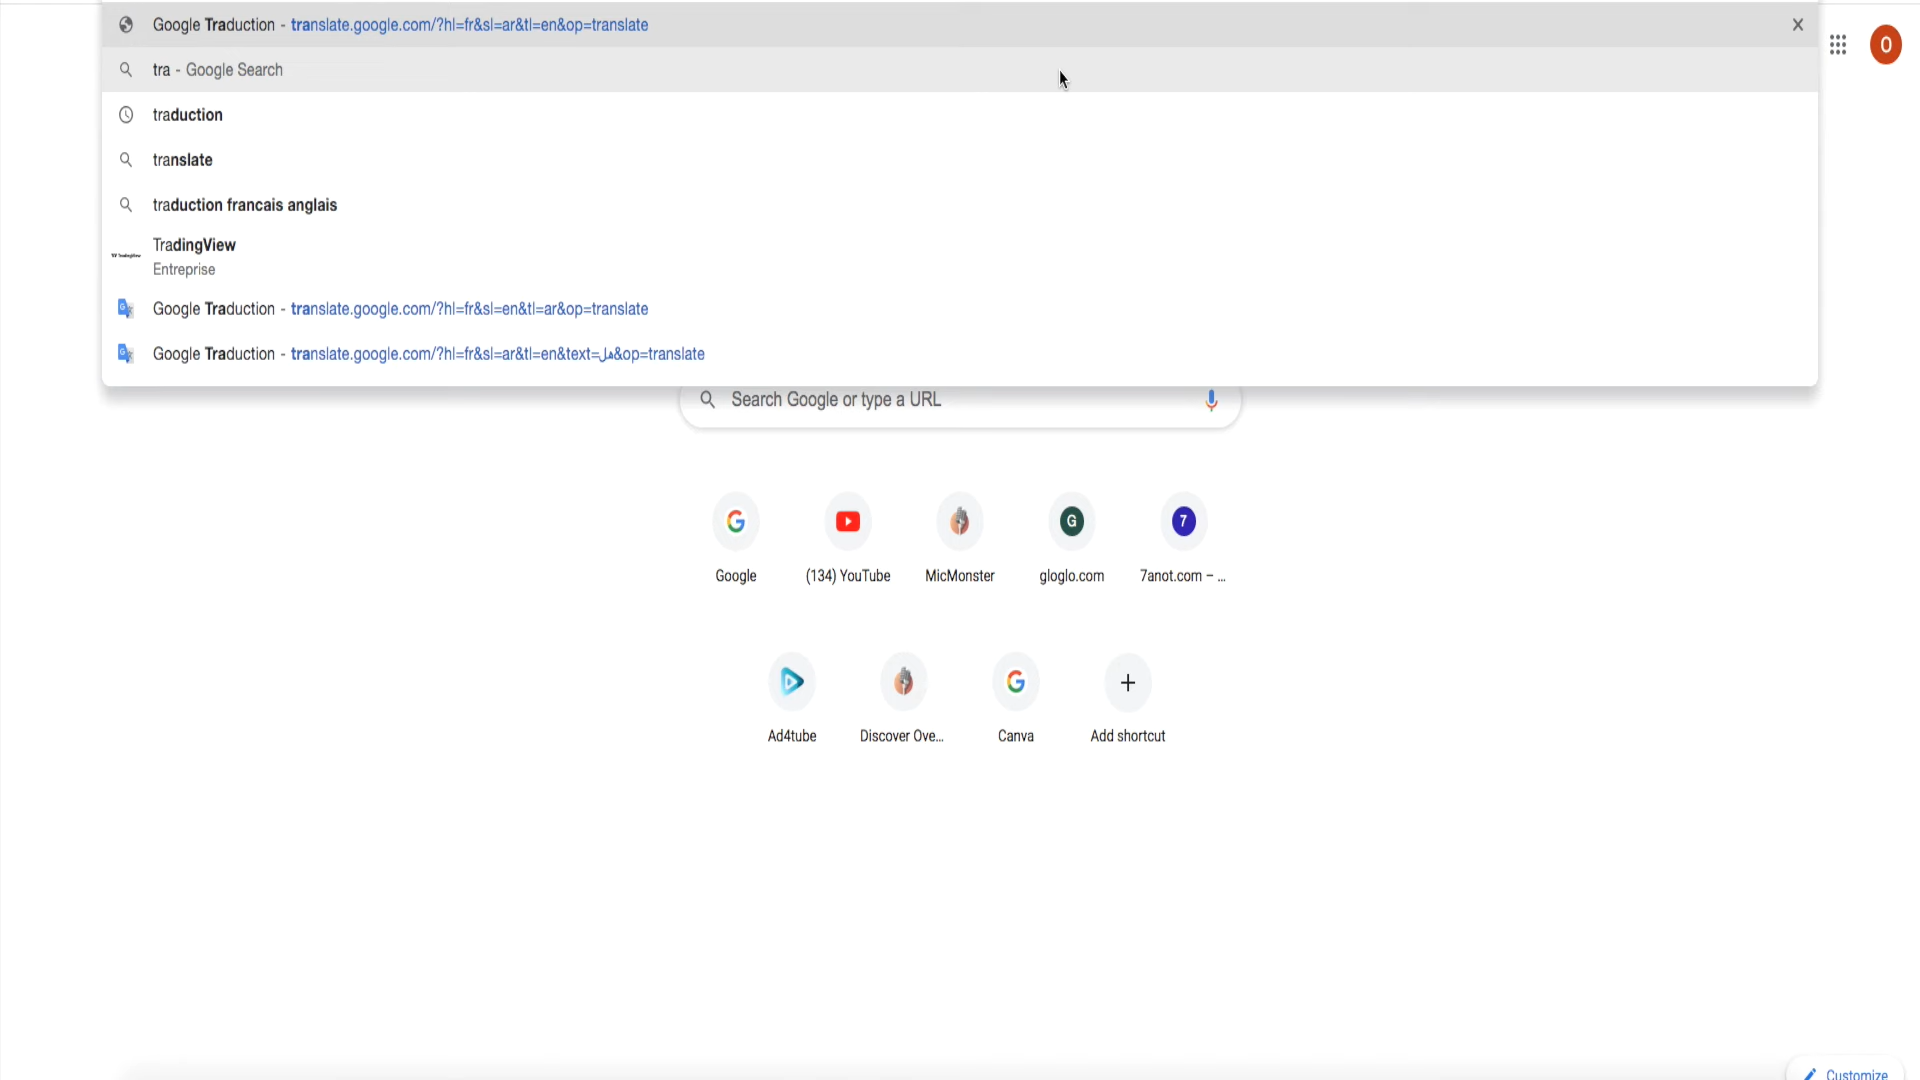 Google Traduction - translate.google.com/?hl=fr&sl=ar&tl=en&op=translate
O
tra - Google Search
traduction
translate
traduction francais anglais
TradingView
Entreprise
Google Traduction - translate.google.com/?hl=fr&sl=en&tl=ar&op=translate
Google Traduction - translate.google.com/?hl=fr&sl=ar&tl=en&text=هل&op=translate
Search Google or type a URL
G
7
Google
(134) YouTube
MicMonster
gloglo.com
7anot.com – ...
Ad4tube
Discover Ove...
Canva
Add shortcut
Customize